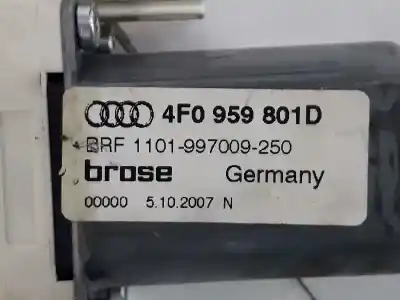 4F0 959 801D
BRF 1101-997009-250
brose Germany
00000 5.10.2007 N